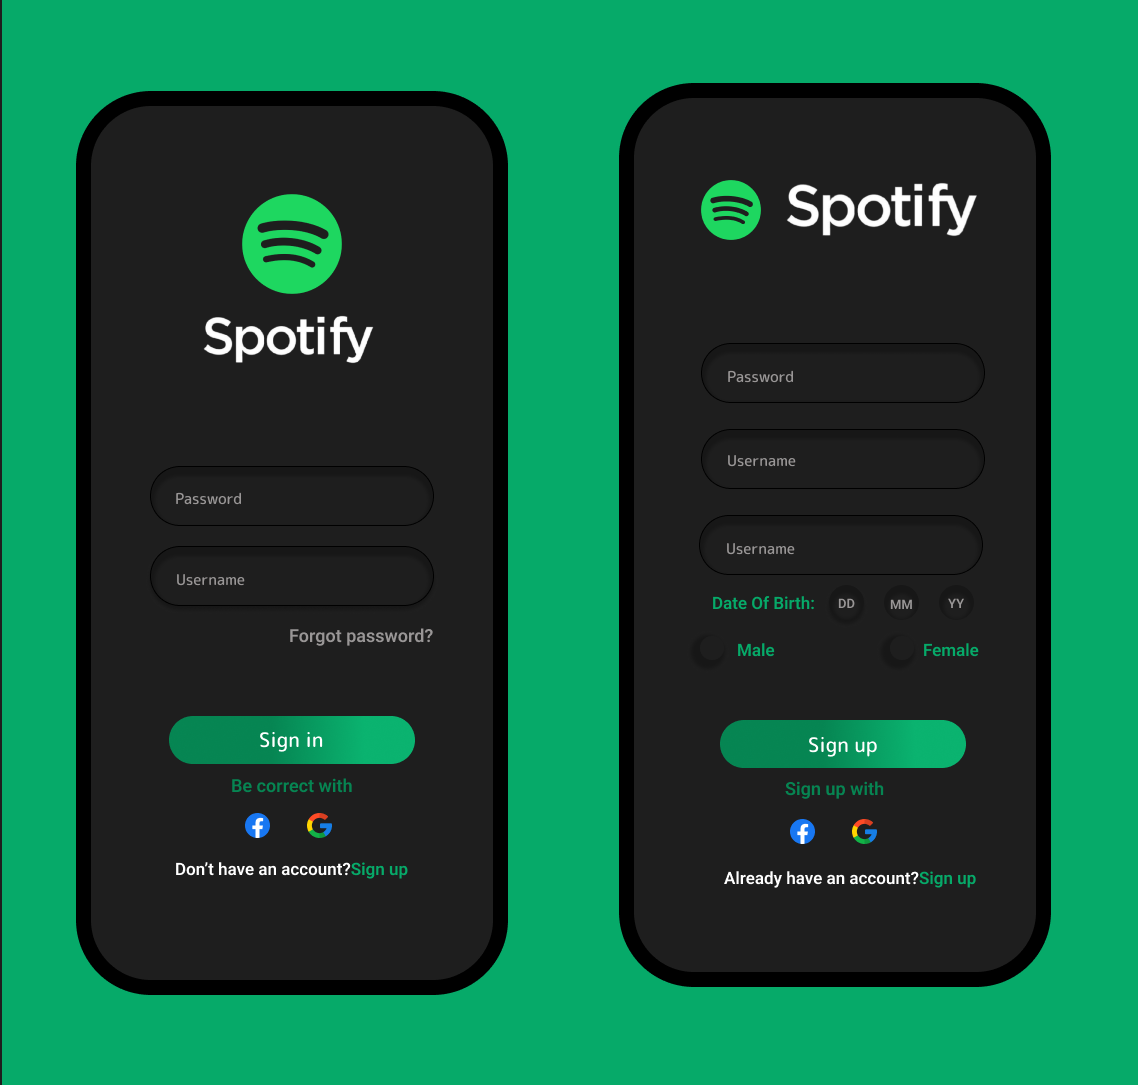 Spotify
Password
Username
Forgot password?
Sign in
Be correct with
Don’t have an account?Sign up
Spotify
Password
Username
Username
Date Of Birth: DD MM YY
Male Female
Sign up
Sign up with
Already have an account?Sign up